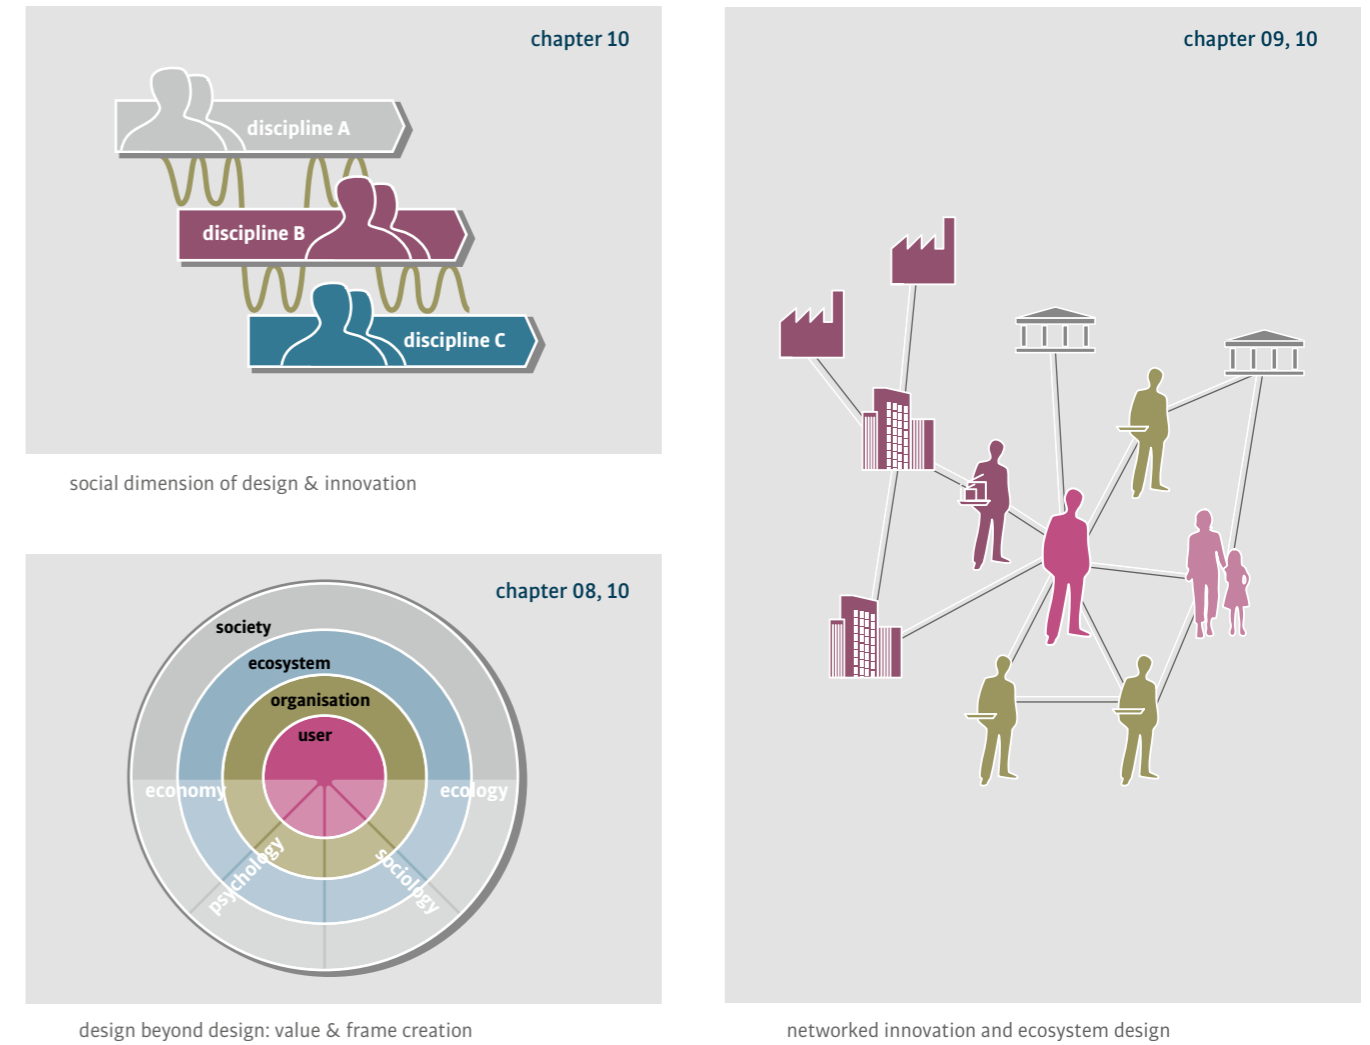 chapter 10
discipline A
discipline B
discipline C
social dimension of design & innovation
chapter 08, 10
society
ecosystem
organisation
user
economy
ecology
psychology
sociology
design beyond design: value & frame creation
chapter 09, 10
networked innovation and ecosystem design